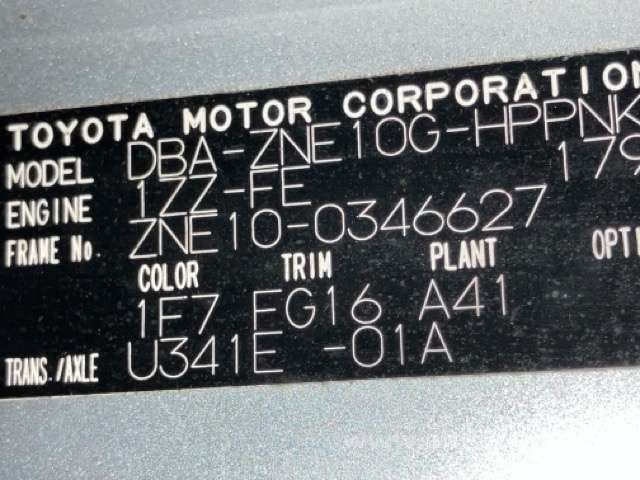 TOYOTA MOTOR CORPORATION
MODEL DBA-ZNE10G-HPPNK
ENGINE 1ZZ-FE 179
FRAME No. ZNE10-0346627
COLOR TRIM PLANT OPTI
1F7 FG16 A41
TRANS./AXLE U341E -01A